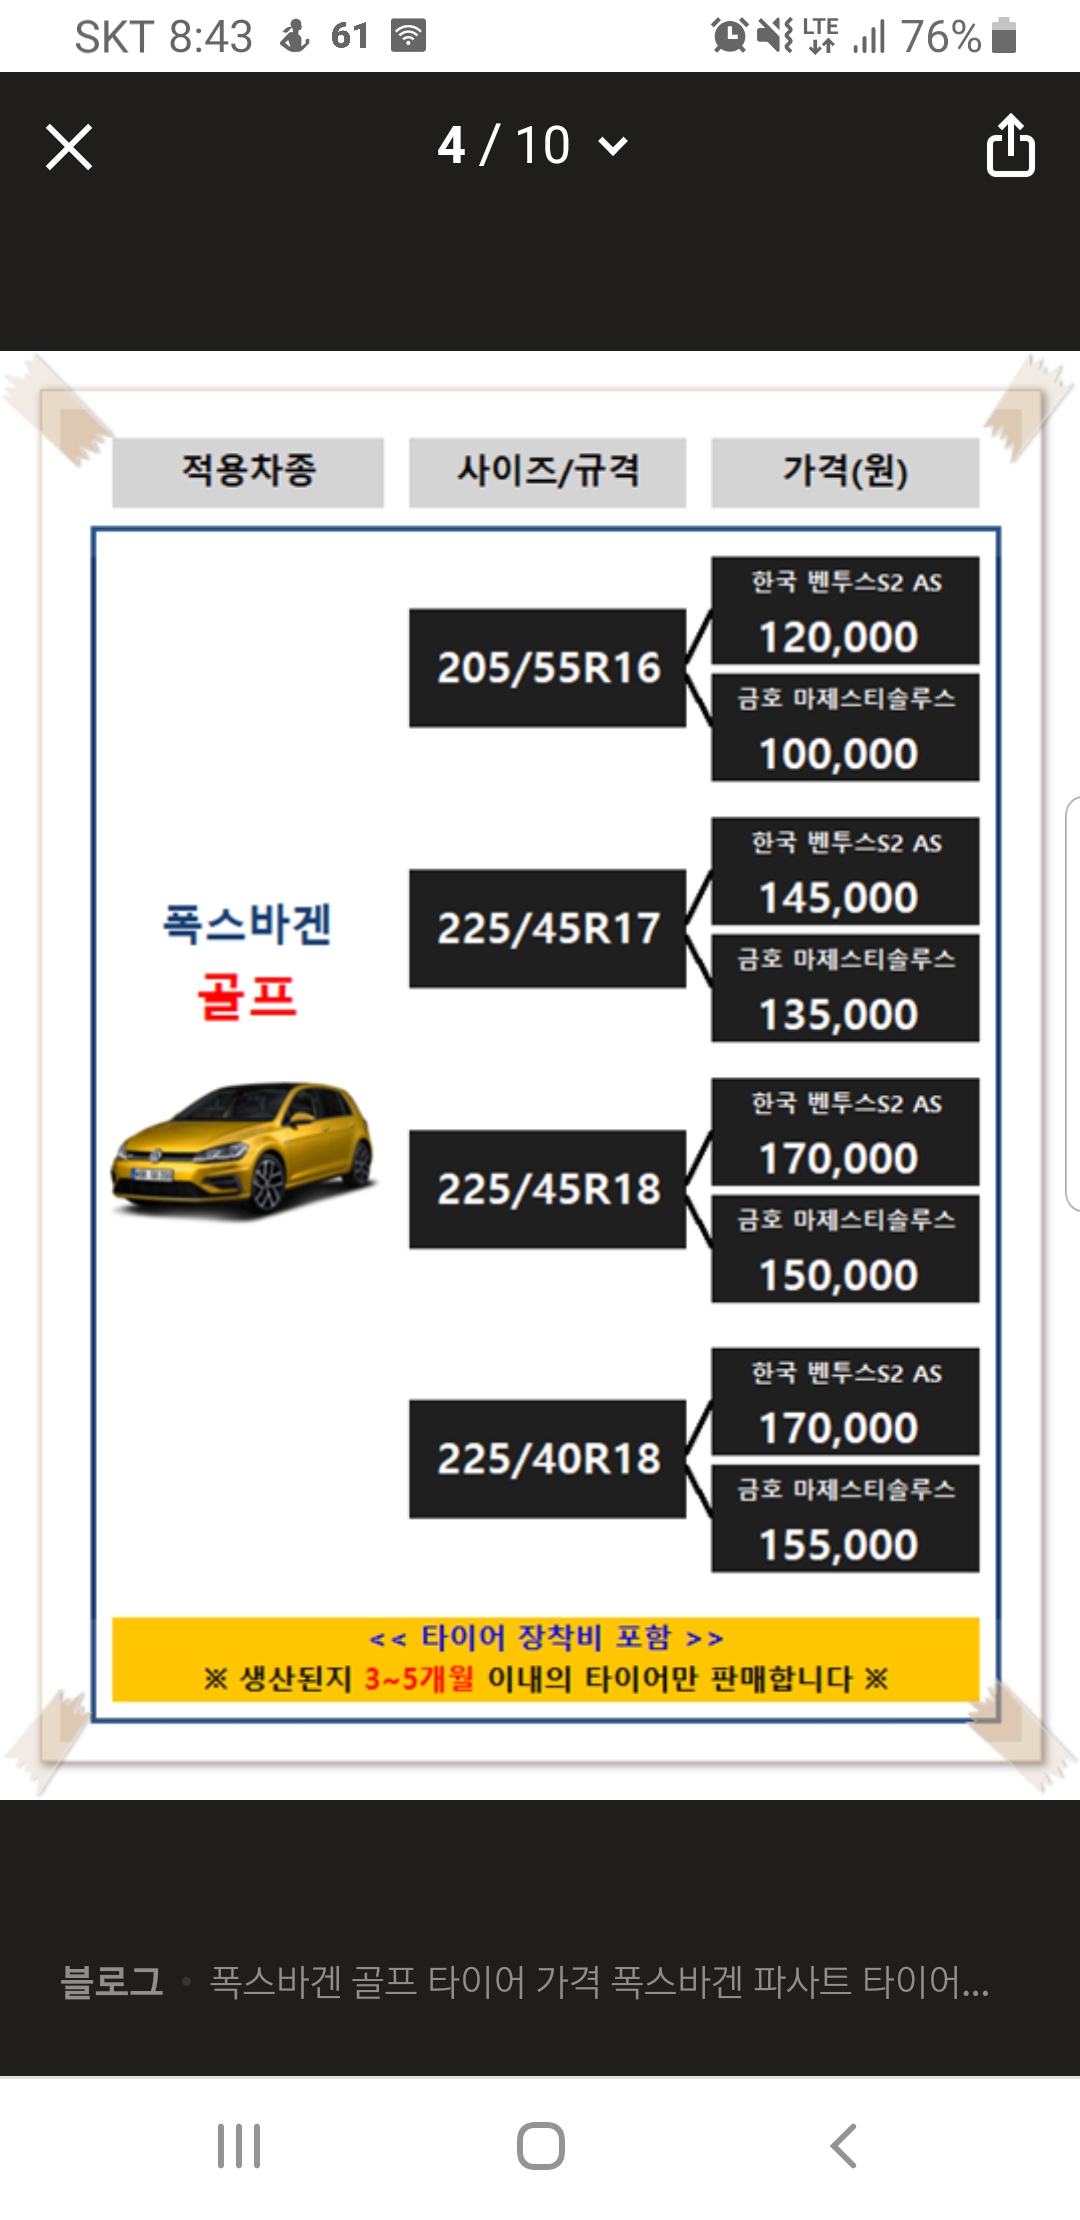 SKT 8:43 61 LTE 76%
4 / 10
적용차종 사이즈/규격 가격(원)
205/55R16
한국 벤투스S2 AS
120,000
금호 마제스티솔루스
100,000
225/45R17
한국 벤투스S2 AS
145,000
금호 마제스티솔루스
135,000
폭스바겐
골프
225/45R18
한국 벤투스S2 AS
170,000
금호 마제스티솔루스
150,000
225/40R18
한국 벤투스S2 AS
170,000
금호 마제스티솔루스
155,000
<< 타이어 장착비 포함 >>
※ 생산된지 3~5개월 이내의 타이어만 판매합니다 ※
블로그 • 폭스바겐 골프 타이어 가격 폭스바겐 파사트 타이어...